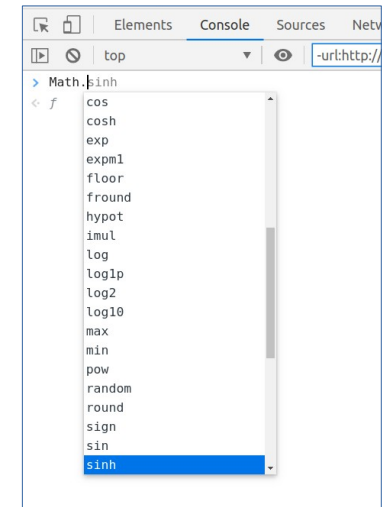 Elements Console Sources Netw
top ▼ -url:http://
> Math.sinh
f
cos
cosh
exp
expm1
floor
fround
hypot
imul
log
log1p
log2
log10
max
min
pow
random
round
sign
sin
sinh